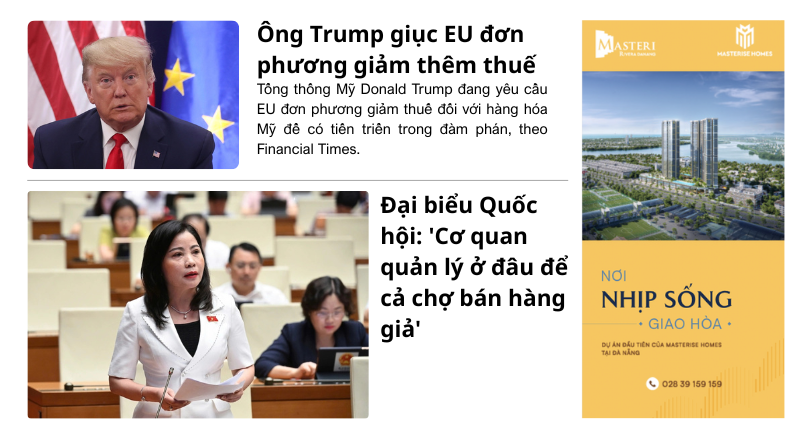 Ông Trump giục EU đơn
phương giảm thêm thuế
Tổng thống Mỹ Donald Trump đang yêu cầu
EU đơn phương giảm thuế đối với hàng hóa
Mỹ để có tiến triển trong đàm phán, theo
Financial Times.
Đại biểu Quốc
hội: 'Cơ quan
quản lý ở đâu để
cả chợ bán hàng
giả'
MASTERI
MASTERISE HOMES
NƠI
NHỊP SỐNG
• GIAO HÒA •
DỰ ÁN ĐẦU TIÊN CỦA MASTERISE HOMES
TẠI ĐÀ NẴNG
028 39 159 159